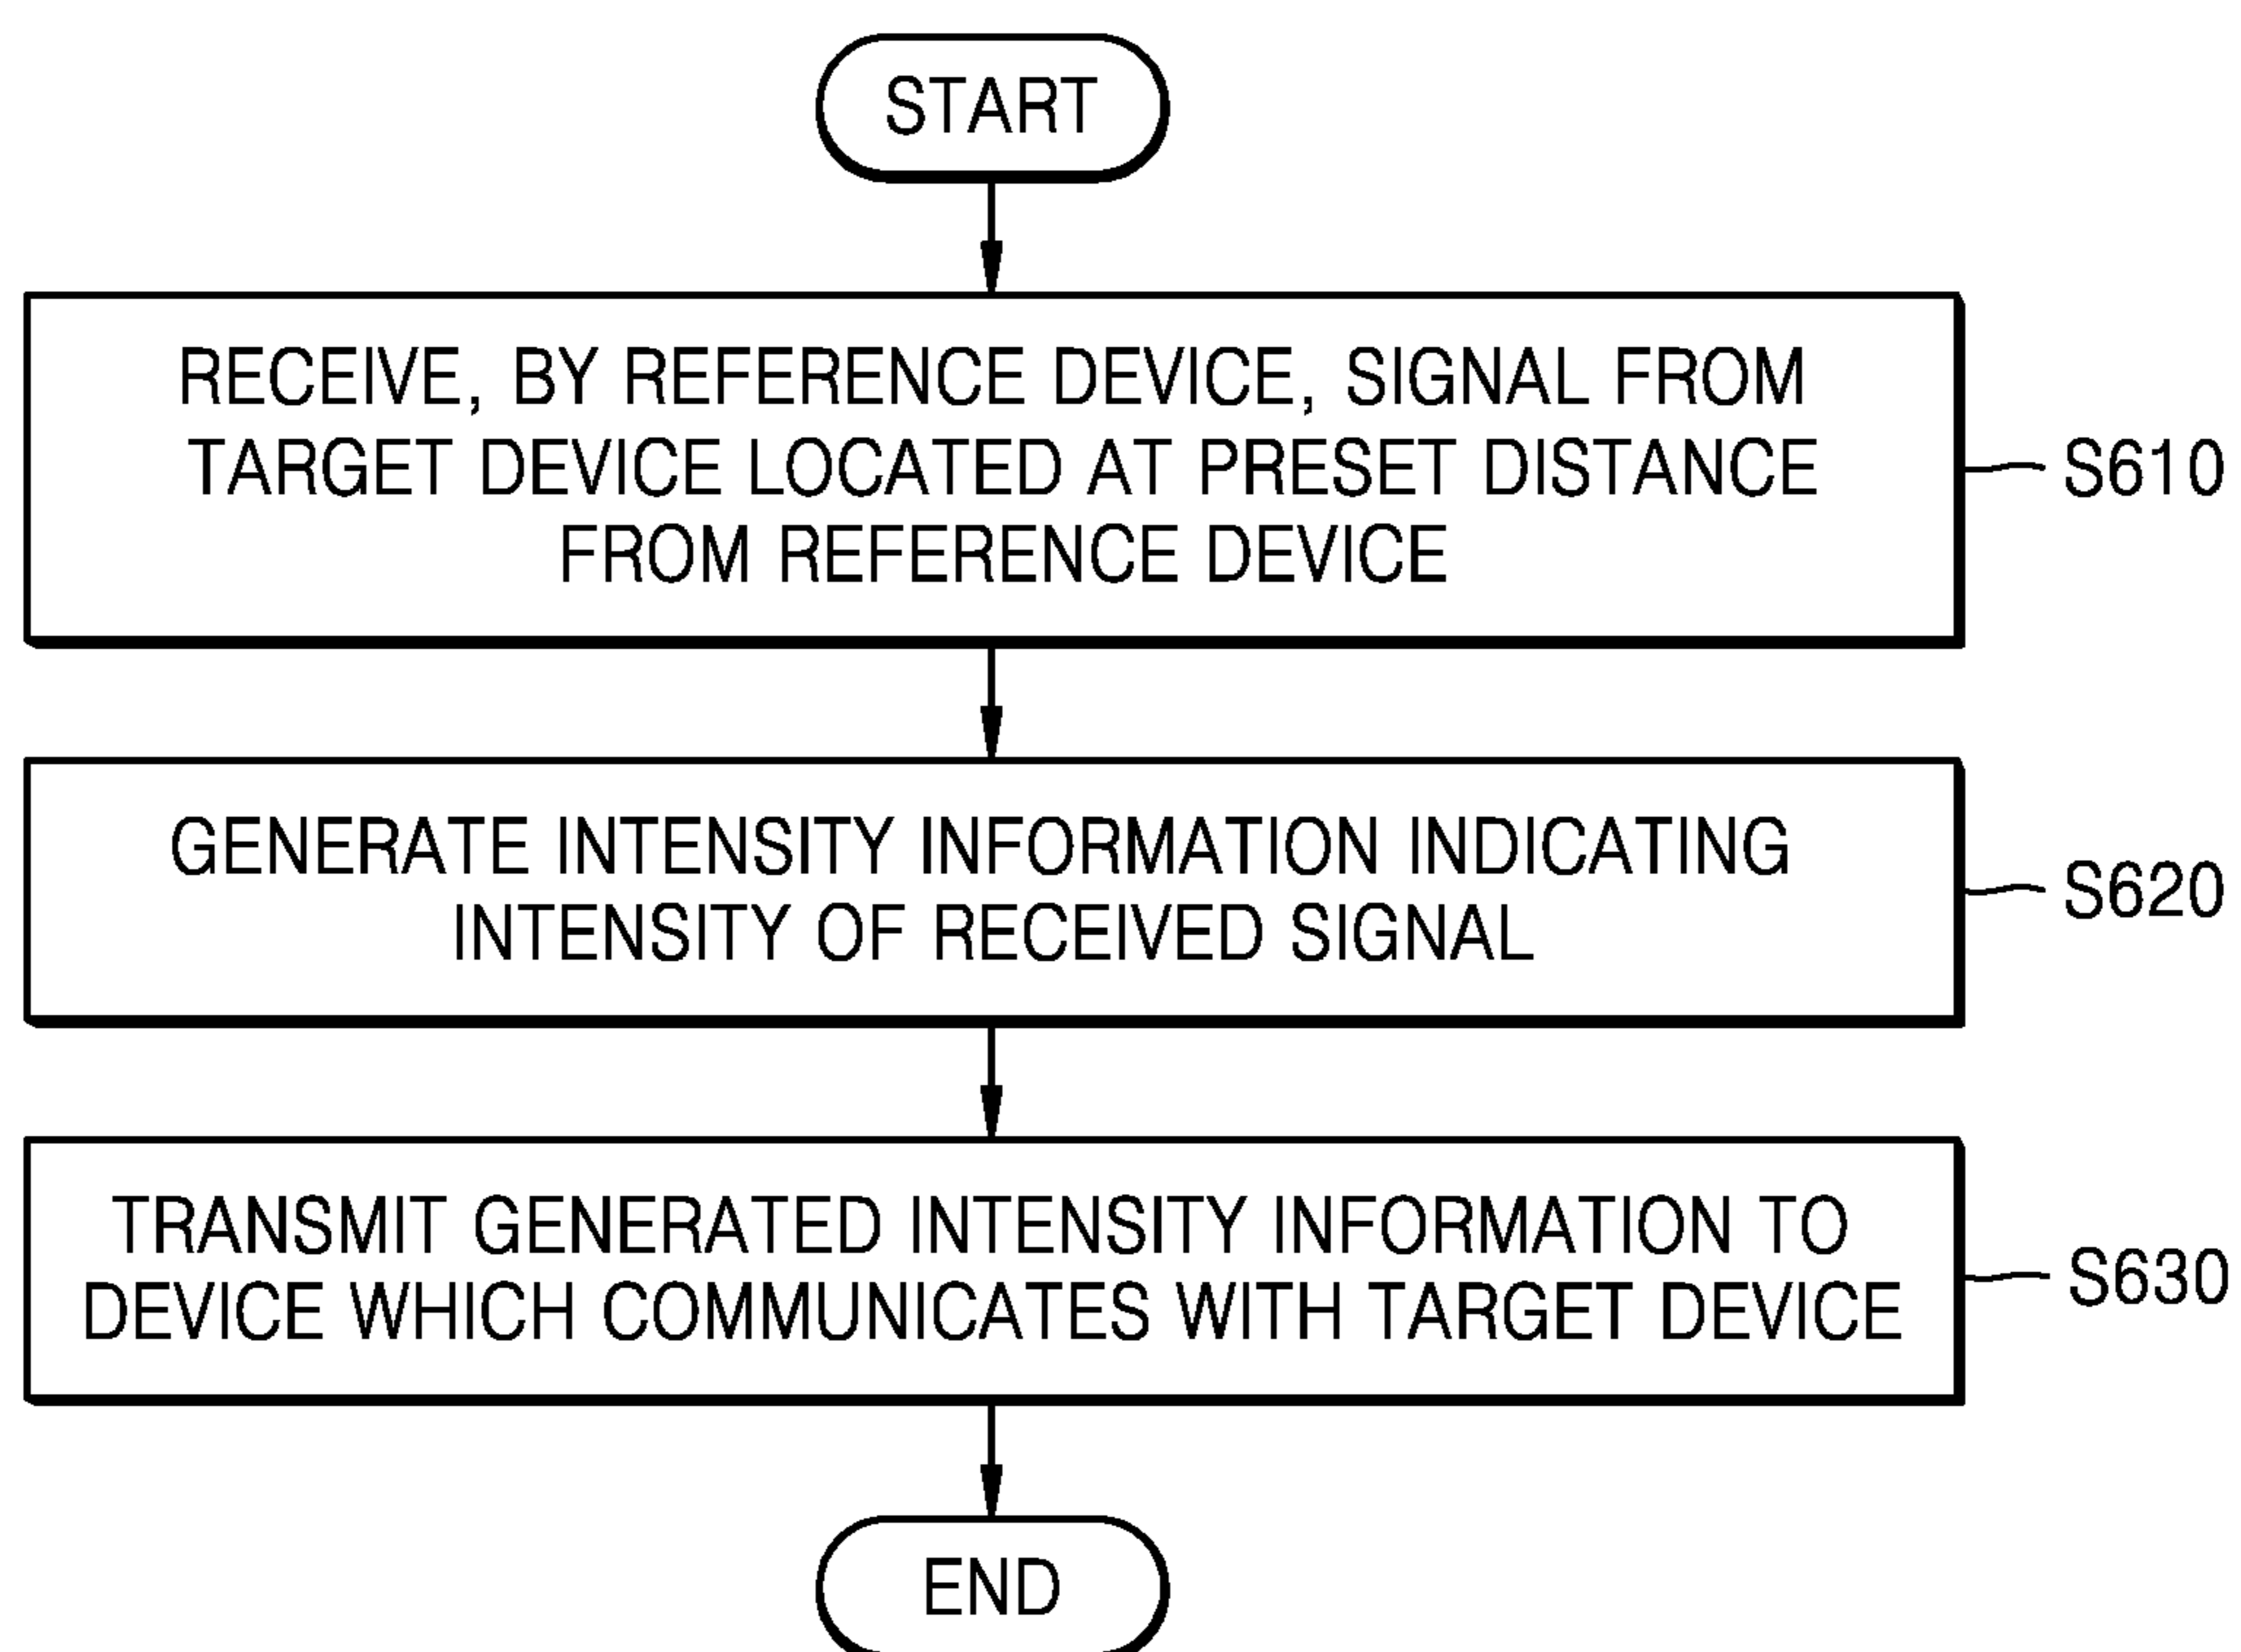 START
RECEIVE, BY REFERENCE DEVICE, SIGNAL FROM
TARGET DEVICE LOCATED AT PRESET DISTANCE
FROM REFERENCE DEVICE
S610
GENERATE INTENSITY INFORMATION INDICATING
INTENSITY OF RECEIVED SIGNAL
S620
TRANSMIT GENERATED INTENSITY INFORMATION TO
DEVICE WHICH COMMUNICATES WITH TARGET DEVICE
S630
END